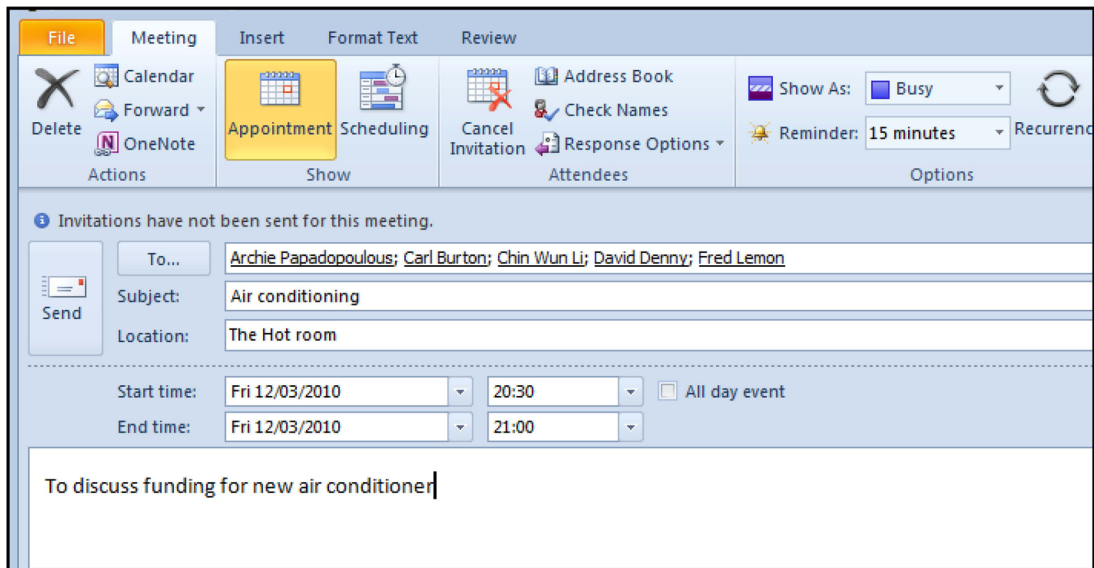 File Meeting Insert Format Text Review
Delete
Calendar
Forward
OneNote
Actions
Appointment Scheduling
Show
Cancel Invitation
Address Book
Check Names
Response Options
Attendees
Show As: Busy
Reminder: 15 minutes
Recurrenc
Options
Invitations have not been sent for this meeting.
Send
To... Archie Papadopoulous; Carl Burton; Chin Wun Li; David Denny; Fred Lemon
Subject: Air conditioning
Location: The Hot room
Start time: Fri 12/03/2010 20:30 All day event
End time: Fri 12/03/2010 21:00
To discuss funding for new air conditioner